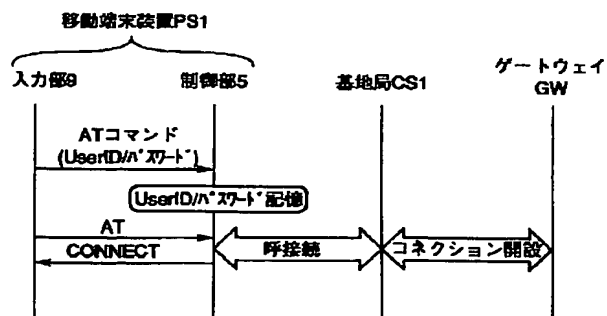 移動端末装置PS1
入力部9
制御部5
基地局CS1
ゲートウェイ
GW
ATコマンド
(UserID/パスワード)
UserID/パスワード記憶
AT
CONNECT
呼接続
コネクション開設